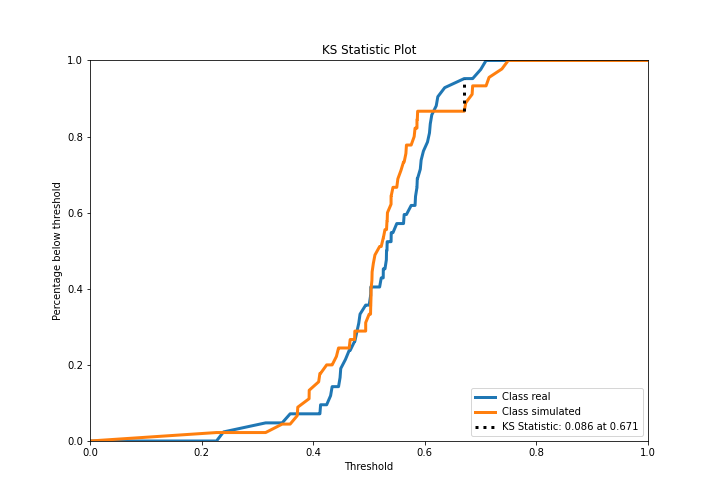 KS Statistic Plot
1.0
0.8
0.6
0.4
0.2
0.0
Percentage below threshold
0.0 0.2 0.4 0.6 0.8 1.0
Threshold
Class real
Class simulated
KS Statistic: 0.086 at 0.671